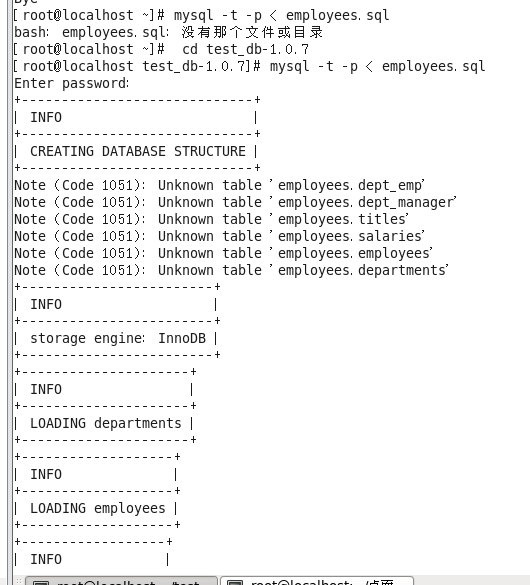 Bye
[root@localhost ~]# mysql -t -p < employees.sql
bash: employees.sql: 没有那个文件或目录
[root@localhost ~]#  cd test_db-1.0.7
[root@localhost test_db-1.0.7]# mysql -t -p < employees.sql
Enter password:
+-----------------------------+
| INFO                        |
+-----------------------------+
| CREATING DATABASE STRUCTURE |
+-----------------------------+
Note (Code 1051): Unknown table 'employees.dept_emp'
Note (Code 1051): Unknown table 'employees.dept_manager'
Note (Code 1051): Unknown table 'employees.titles'
Note (Code 1051): Unknown table 'employees.salaries'
Note (Code 1051): Unknown table 'employees.employees'
Note (Code 1051): Unknown table 'employees.departments'
+------------------------+
| INFO                   |
+------------------------+
| storage engine: InnoDB |
+------------------------+
+---------------------+
| INFO                |
+---------------------+
| LOADING departments |
+---------------------+
+-------------------+
| INFO              |
+-------------------+
| LOADING employees |
+-------------------+
+------------------+
| INFO             |